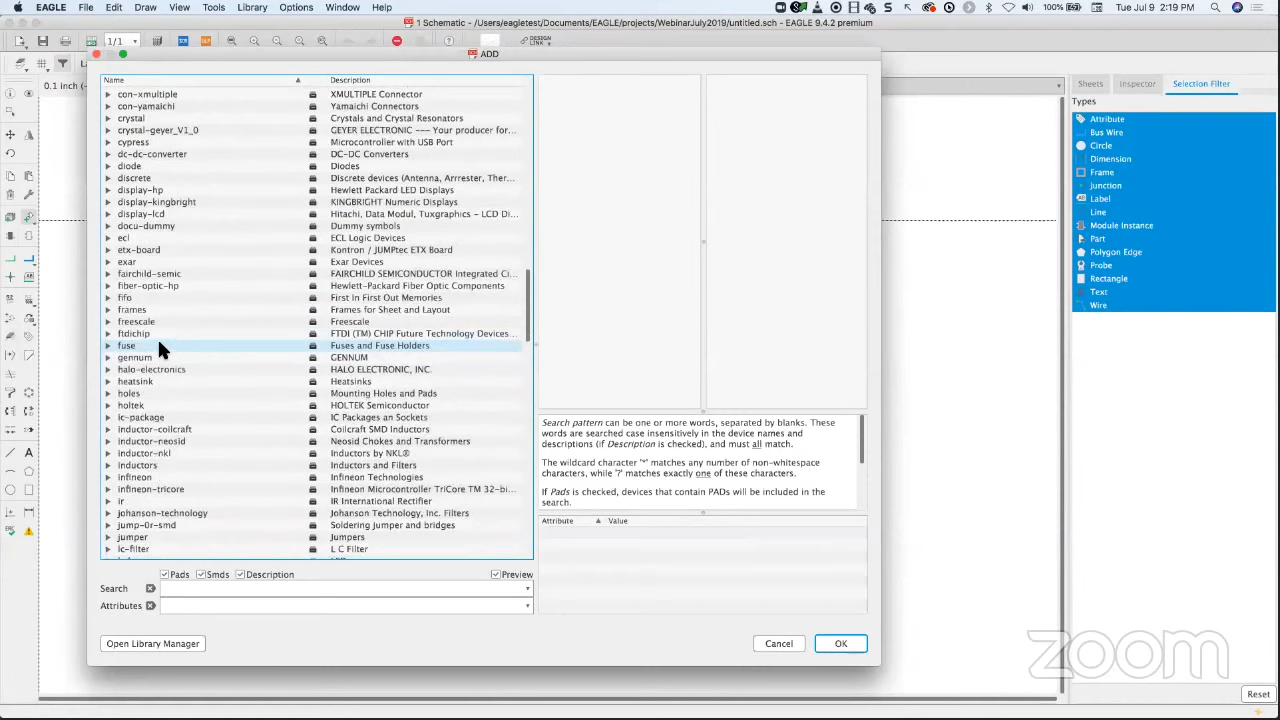 EAGLE File Edit Draw View Tools Library Options Window Help 100% Tue Jul 9 2:19 PM
1 Schematic - /Users/eagletest/Documents/EAGLE/projects/WebinarJuly2019/untitled.sch - EAGLE 9.4.2 premium
1/1 SCR ULP DESIGN LINK
0.1 inch
ADD
Name Description
con-xmultiple XMULTIPLE Connector
con-yamaichi Yamaichi Connectors
crystal Crystals and Crystal Resonators
crystal-geyer_V1_0 GEYER ELECTRONIC --- Your producer for...
cypress Microcontroller with USB Port
dc-dc-converter DC-DC Converters
diode Diodes
discrete Discrete devices (Antenna, Arrrester, Ther...
display-hp Hewlett Packard LED Displays
display-kingbright KINGBRIGHT Numeric Displays
display-lcd Hitachi, Data Modul, Tuxgraphics - LCD Di...
docu-dummy Dummy symbols
ecl ECL Logic Devices
etx-board Kontron / JUMPtec ETX Board
exar Exar Devices
fairchild-semic FAIRCHILD SEMICONDUCTOR Integrated Ci...
fiber-optic-hp Hewlett-Packard Fiber Optic Components
fifo First In First Out Memories
frames Frames for Sheet and Layout
freescale Freescale
ftdichip FTDI (TM) CHIP Future Technology Devices...
fuse Fuses and Fuse Holders
gennum GENNUM
halo-electronics HALO ELECTRONIC, INC.
heatsink Heatsinks
holes Mounting Holes and Pads
holtek HOLTEK Semiconductor
ic-package IC Packages an Sockets
inductor-coilcraft Coilcraft SMD Inductors
inductor-neosid Neosid Chokes and Transformers
inductor-nkl Inductors by NKL®
inductors Inductors and Filters
infineon Infineon Technologies
infineon-tricore Infineon Microcontroller TriCore TM 32-bi...
ir IR International Rectifier
johanson-technology Johanson Technology, Inc. Filters
jump-0r-smd Soldering jumper and bridges
jumper Jumpers
lc-filter L C Filter
Search pattern can be one or more words, separated by blanks. These
words are searched case insensitively in the device names and
descriptions (if Description is checked), and must all match.
The wildcard character '*' matches any number of non-whitespace
characters, while '?' matches exactly one of these characters.
If Pads is checked, devices that contain PADs will be included in the
search.
Attribute Value
Pads Smds Description Preview
Search
Attributes
Open Library Manager Cancel OK
Sheets Inspector Selection Filter
Types
Attribute
Bus Wire
Circle
Dimension
Frame
Junction
Label
Line
Module Instance
Part
Polygon Edge
Probe
Rectangle
Text
Wire
zoom
Reset